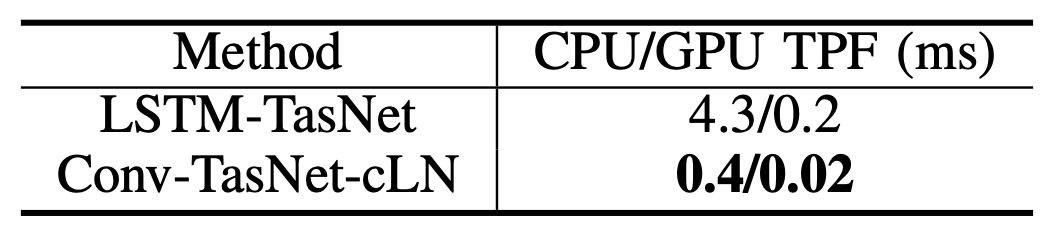 Method CPU/GPU TPF (ms)
LSTM-TasNet 4.3/0.2
Conv-TasNet-cLN 0.4/0.02